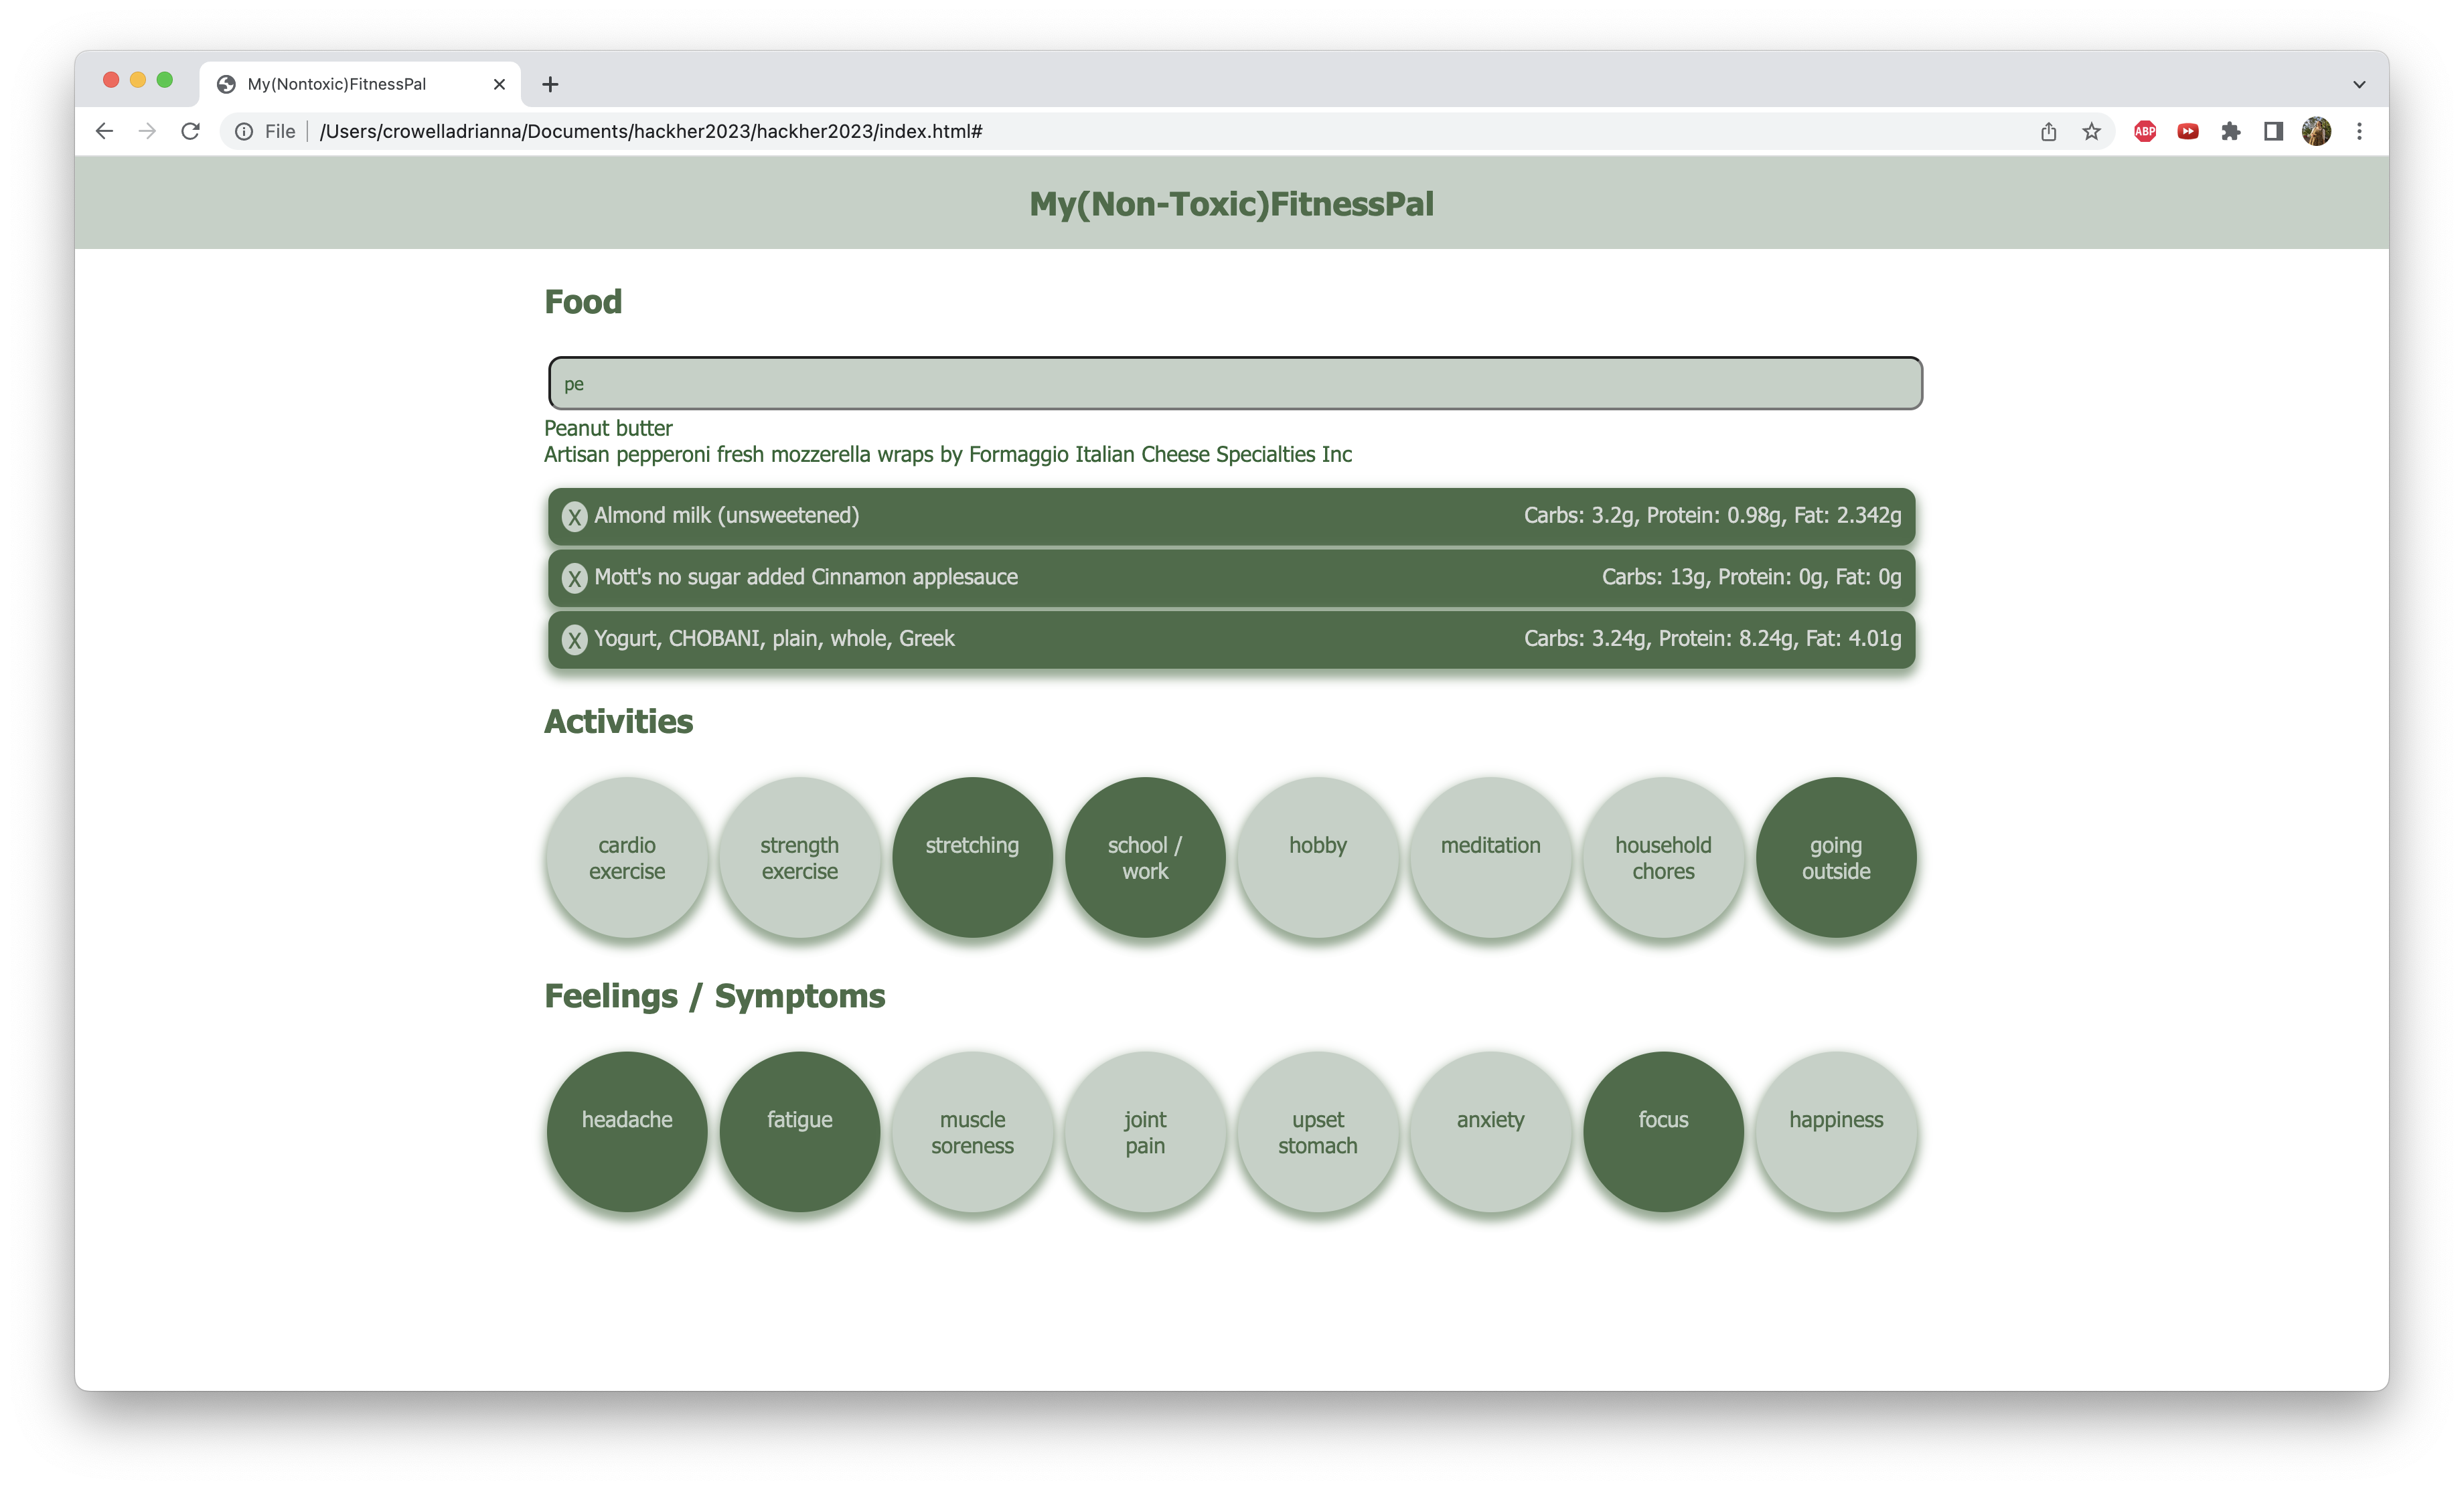 My(Nontoxic)FitnessPal
File /Users/crowelladrianna/Documents/hackher2023/hackher2023/index.html#
ABP
My(Non-Toxic)FitnessPal
Food
pe
Peanut butter
Artisan pepperoni fresh mozzerella wraps by Formaggio Italian Cheese Specialties Inc
X Almond milk (unsweetened) Carbs: 3.2g, Protein: 0.98g, Fat: 2.342g
X Mott's no sugar added Cinnamon applesauce Carbs: 13g, Protein: 0g, Fat: 0g
X Yogurt, CHOBANI, plain, whole, Greek Carbs: 3.24g, Protein: 8.24g, Fat: 4.01g
Activities
cardio
exercise
strength
exercise
stretching
school /
work
hobby
meditation
household
chores
going
outside
Feelings / Symptoms
headache
fatigue
muscle
soreness
joint
pain
upset
stomach
anxiety
focus
happiness